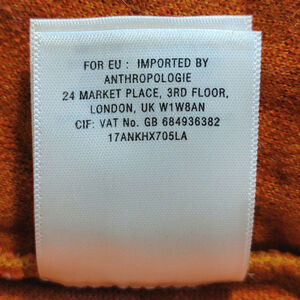 FOR EU : IMPORTED BY
ANTHROPOLOGIE
24 MARKET PLACE, 3RD FLOOR,
LONDON, UK W1W8AN
CIF: VAT No. GB 684936382
17ANKHX705LA